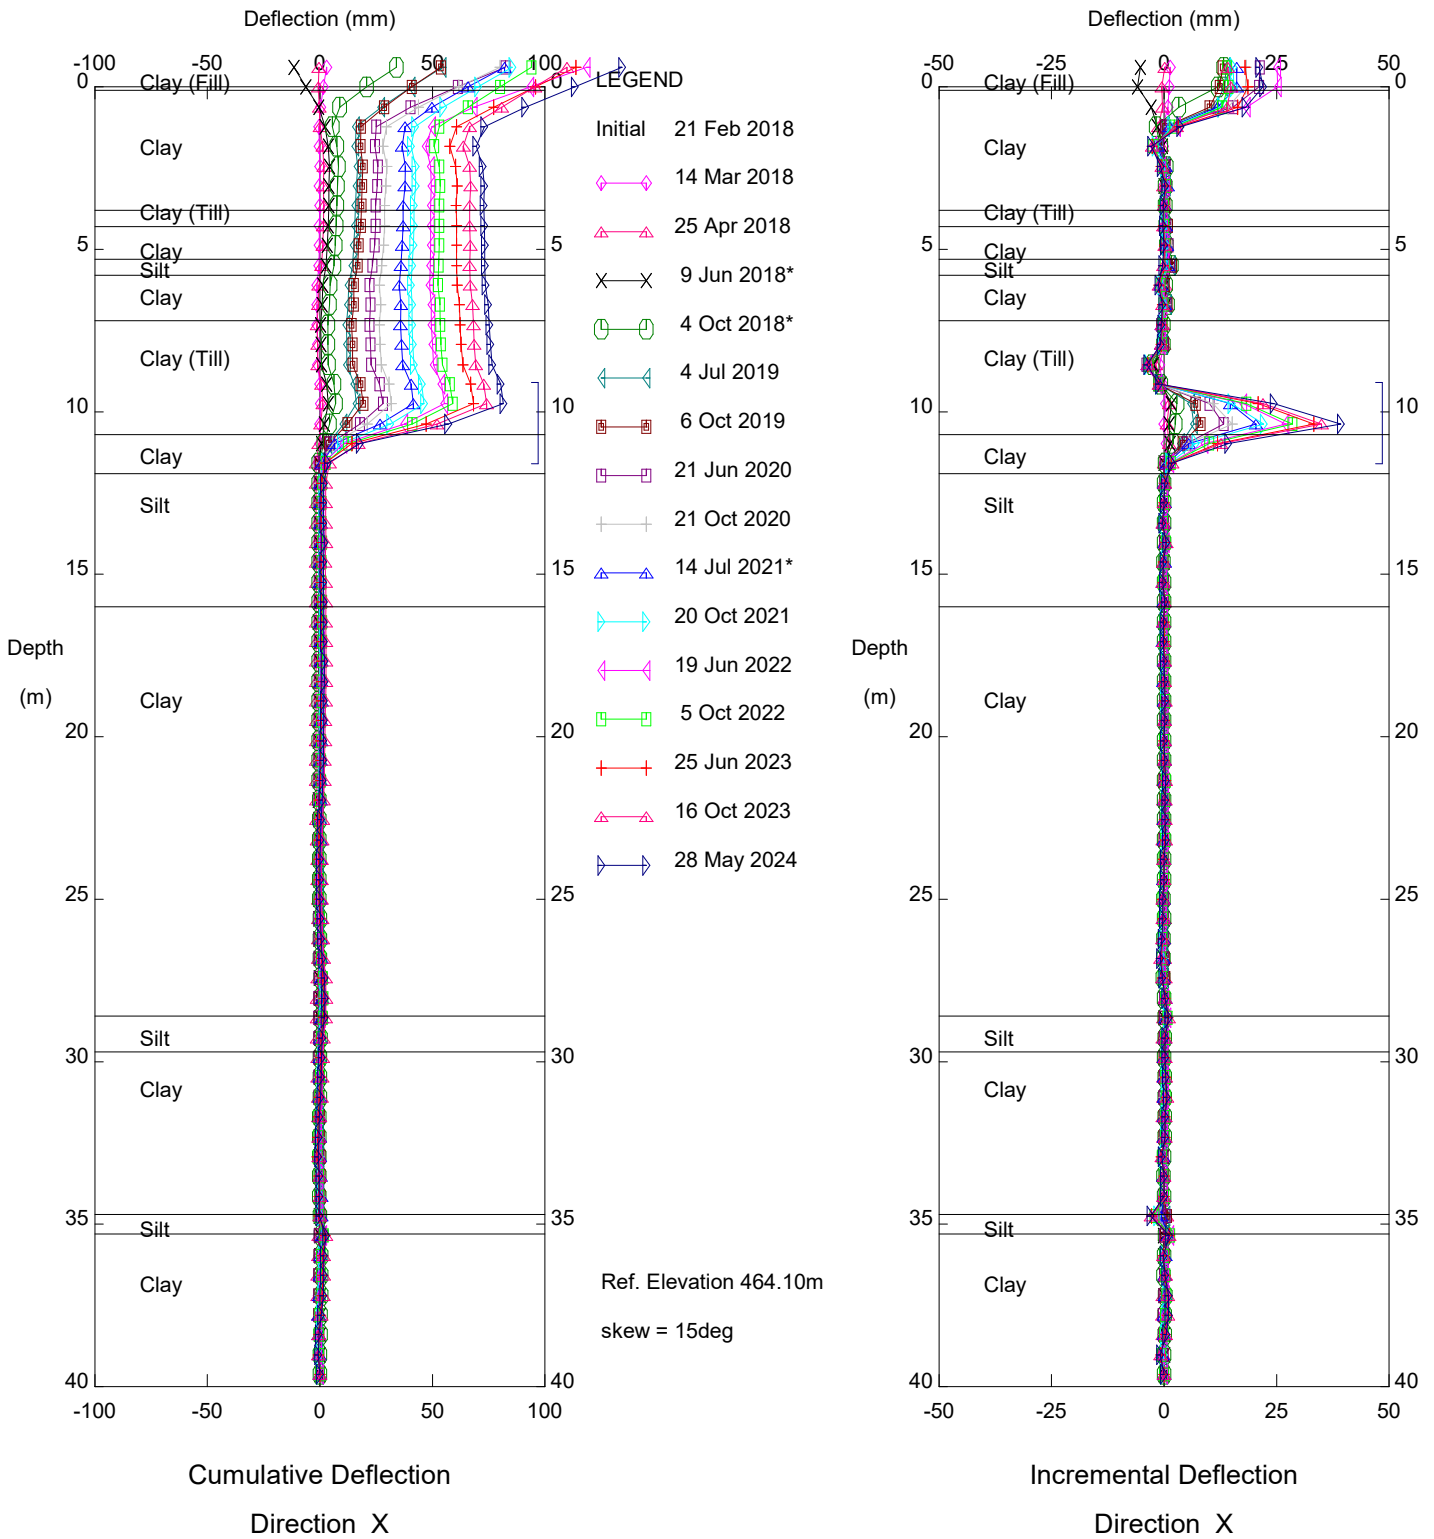 Deflection (mm)
-100 -50 0 50 100
0 0
5 5
10 10
15
20 20
25 25
30 30
35 35
40 40
-100 -50 0 50 100
Depth
(m)
Clay (Fill)
Clay
Clay (Till)
Clay
Silt
Clay
Clay (Till)
Clay
Silt
Clay
Silt
Clay
Silt
Clay
Cumulative Deflection
Direction X
LEGEND
Initial 21 Feb 2018
14 Mar 2018
25 Apr 2018
9 Jun 2018*
4 Oct 2018*
4 Jul 2019
6 Oct 2019
21 Jun 2020
21 Oct 2020
14 Jul 2021*
20 Oct 2021
19 Jun 2022
5 Oct 2022
25 Jun 2023
16 Oct 2023
28 May 2024
Ref. Elevation 464.10m
skew = 15deg
Deflection (mm)
-50 -25 0 25 50
0 0
5 5
10 10
15 15
20 20
25 25
30 30
35 35
40 40
-50 -25 0 25 50
Depth
(m)
Clay (Fill)
Clay
Clay (Till)
Clay
Silt
Clay
Clay (Till)
Clay
Silt
Clay
Silt
Clay
Silt
Clay
Incremental Deflection
Direction X